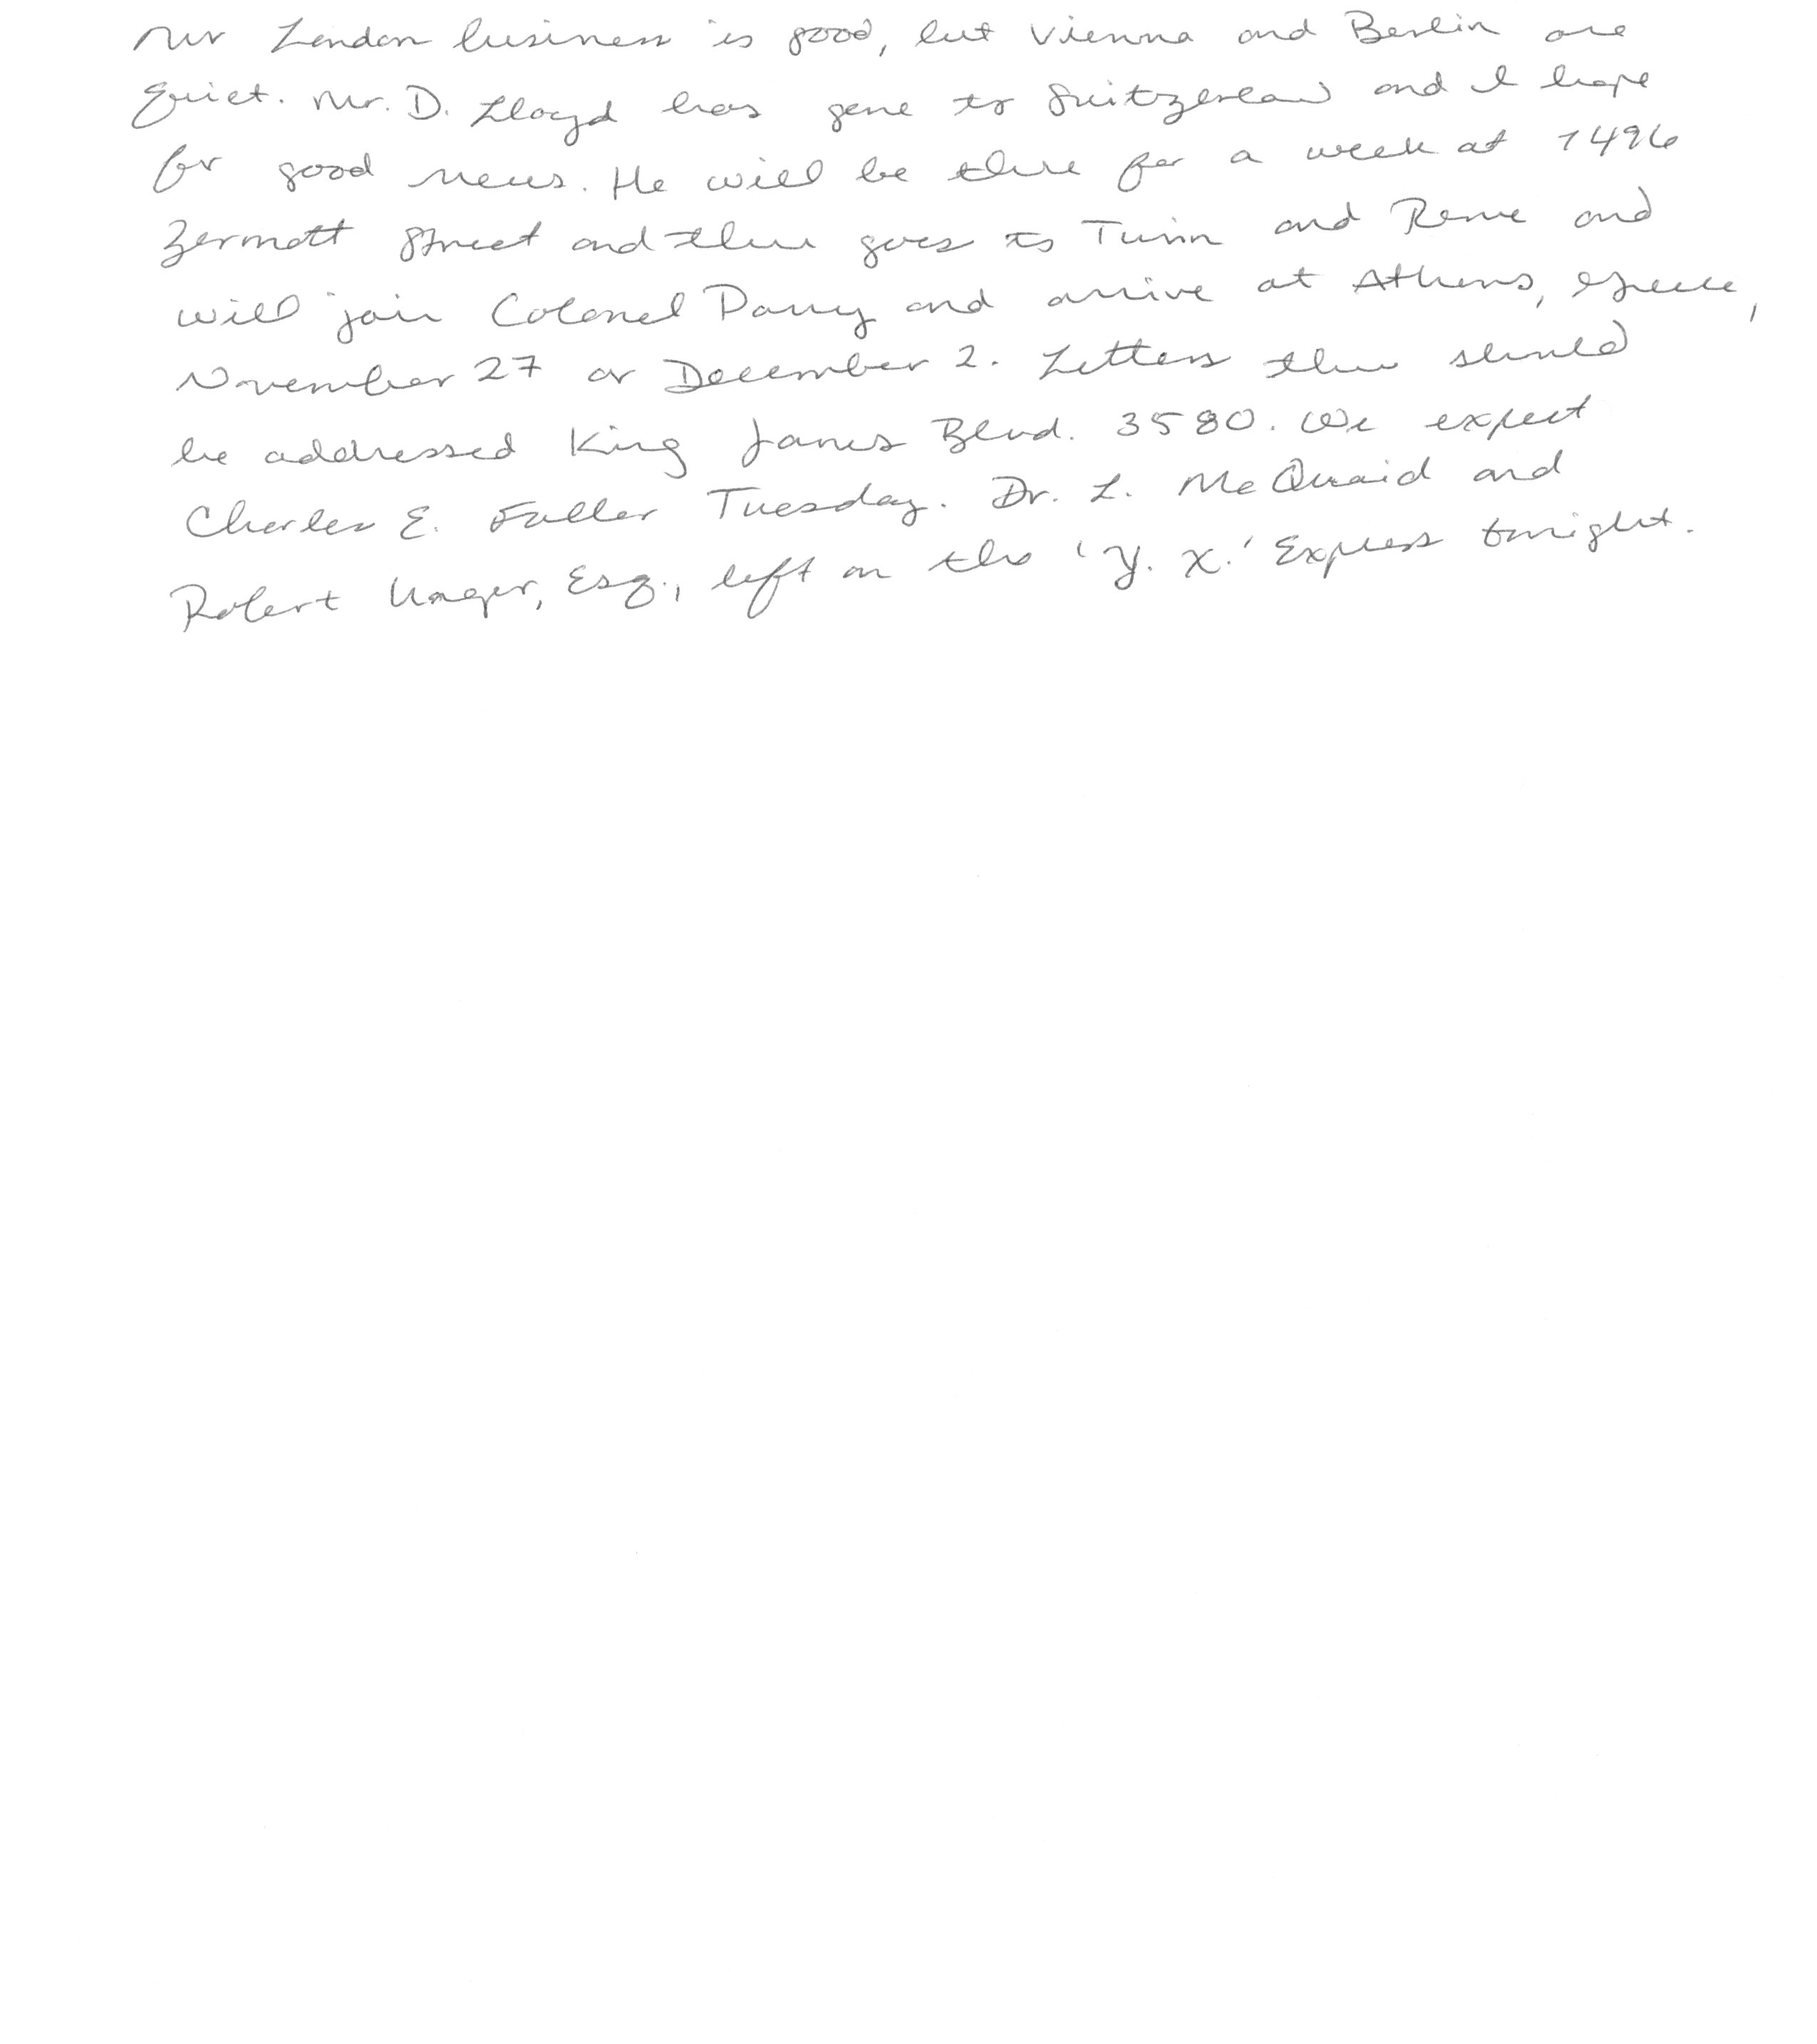 Our London business is good, but Vienna and Berlin are
quiet. Mr. D. Lloyd has gone to Switzerland and I hope
for good news. He will be there for a week at 1496
Zermott Street and then goes to Turin and Rome and
will join Colonel Parry and arrive at Athens, Greece,
November 27 or December 2. Letters there should
be addressed King James Blvd. 3580. We expect
Charles E. Fuller Tuesday. Dr. L. McQuaid and
Robert Unger, Esq., left on the 'Y. X.' Express tonight.